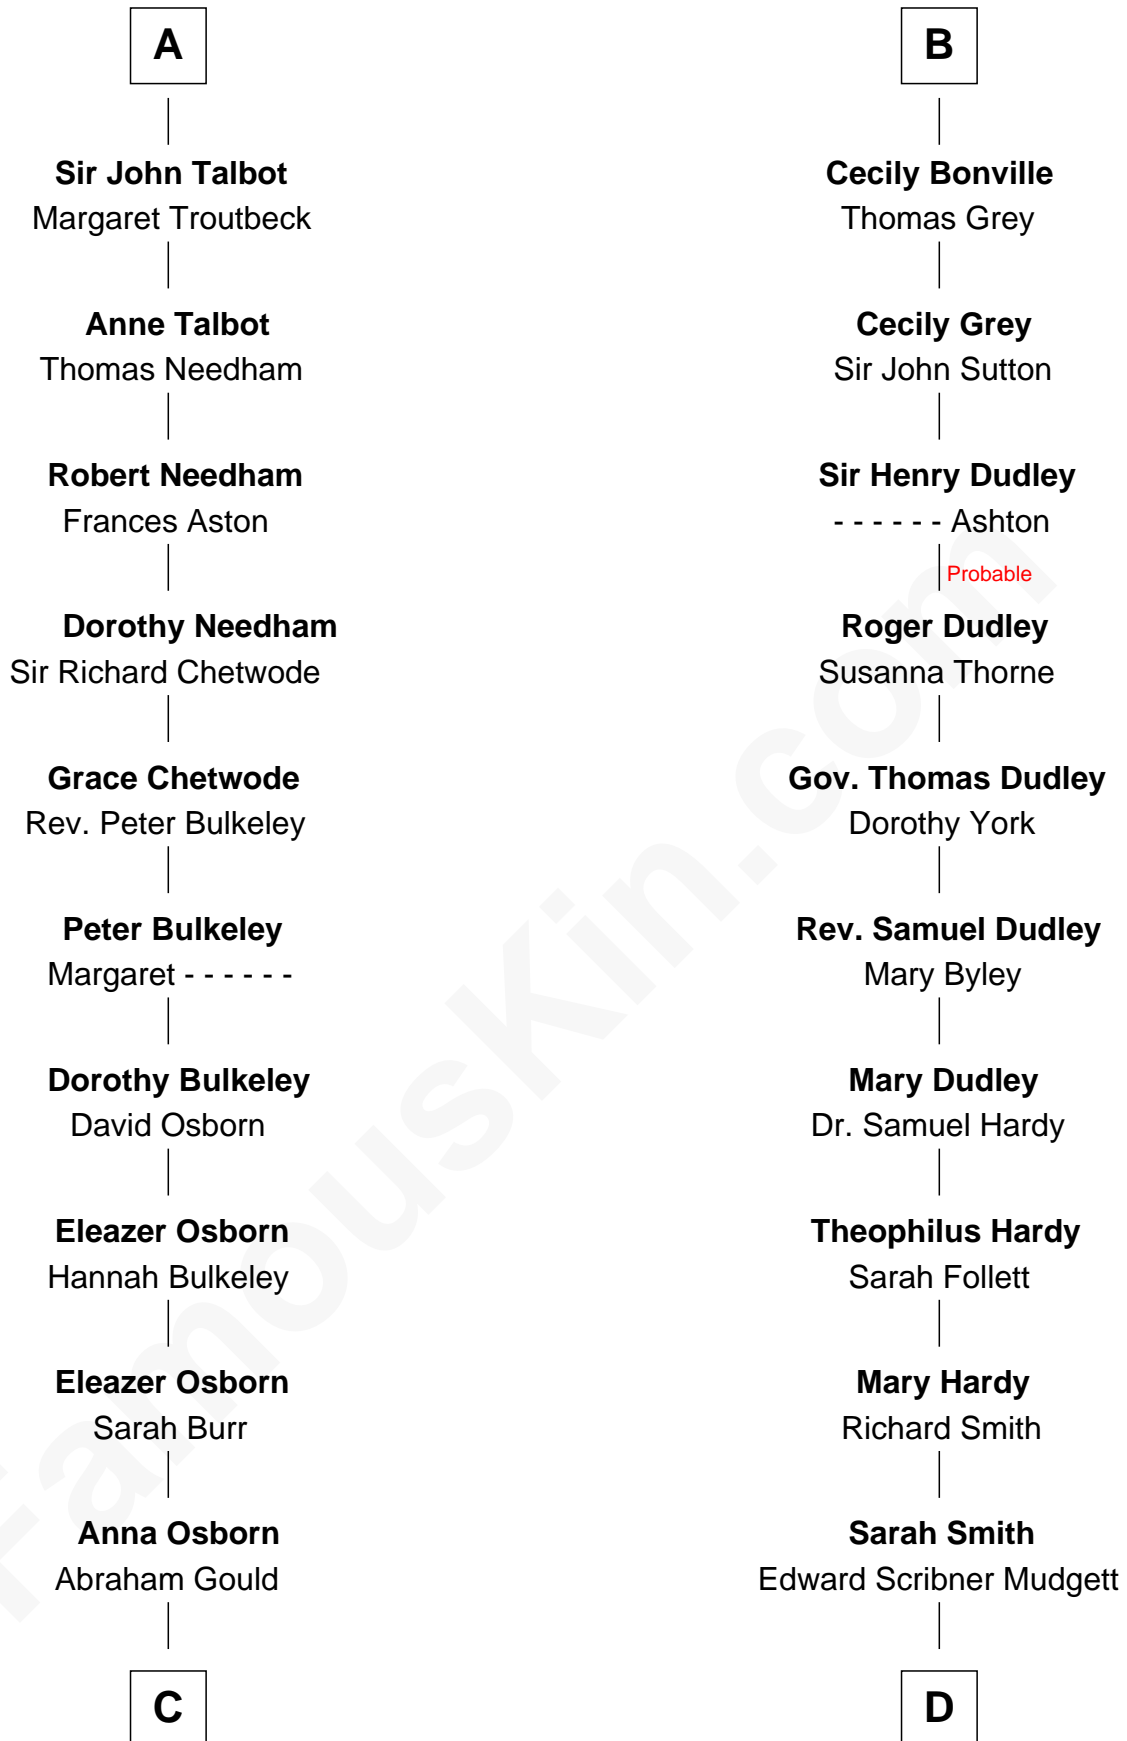 A
Sir John Talbot
Margaret Troutbeck
Anne Talbot
Thomas Needham
Robert Needham
Frances Aston
Dorothy Needham
Sir Richard Chetwode
Grace Chetwode
Rev. Peter Bulkeley
Peter Bulkeley
Margaret - - - - - -
Dorothy Bulkeley
David Osborn
Eleazer Osborn
Hannah Bulkeley
Eleazer Osborn
Sarah Burr
Anna Osborn
Abraham Gould
C
B
Cecily Bonville
Thomas Grey
Cecily Grey
Sir John Sutton
Sir Henry Dudley
- - - - - - Ashton
Probable
Roger Dudley
Susanna Thorne
Gov. Thomas Dudley
Dorothy York
Rev. Samuel Dudley
Mary Byley
Mary Dudley
Dr. Samuel Hardy
Theophilus Hardy
Sarah Follett
Mary Hardy
Richard Smith
Sarah Smith
Edward Scribner Mudgett
D
FamousKin.com